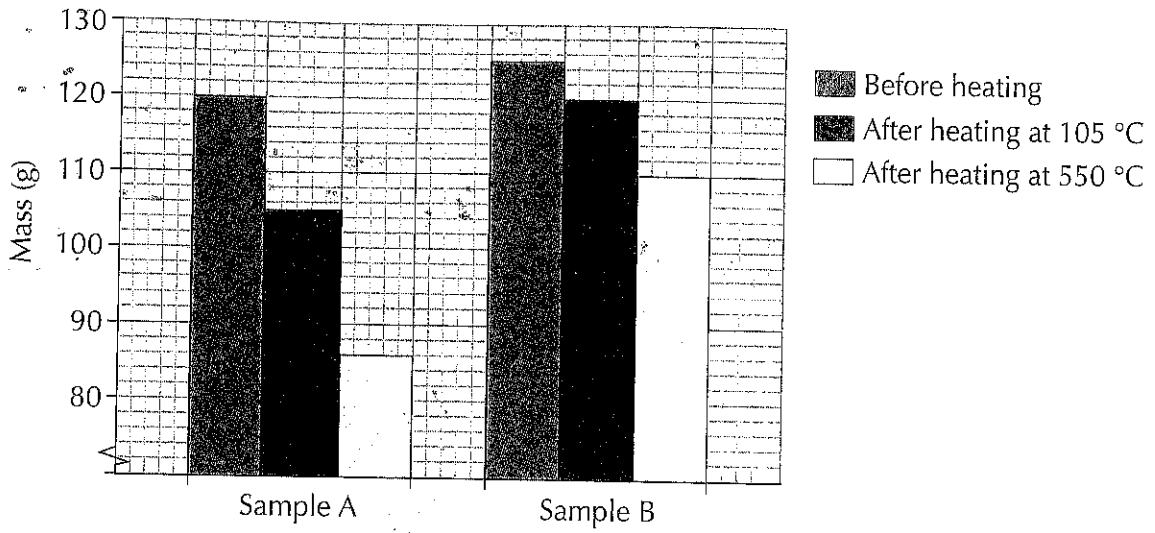 130
120
110
100
90
80
Mass (g)
Sample A
Sample B
Before heating
After heating at 105 °C
After heating at 550 °C